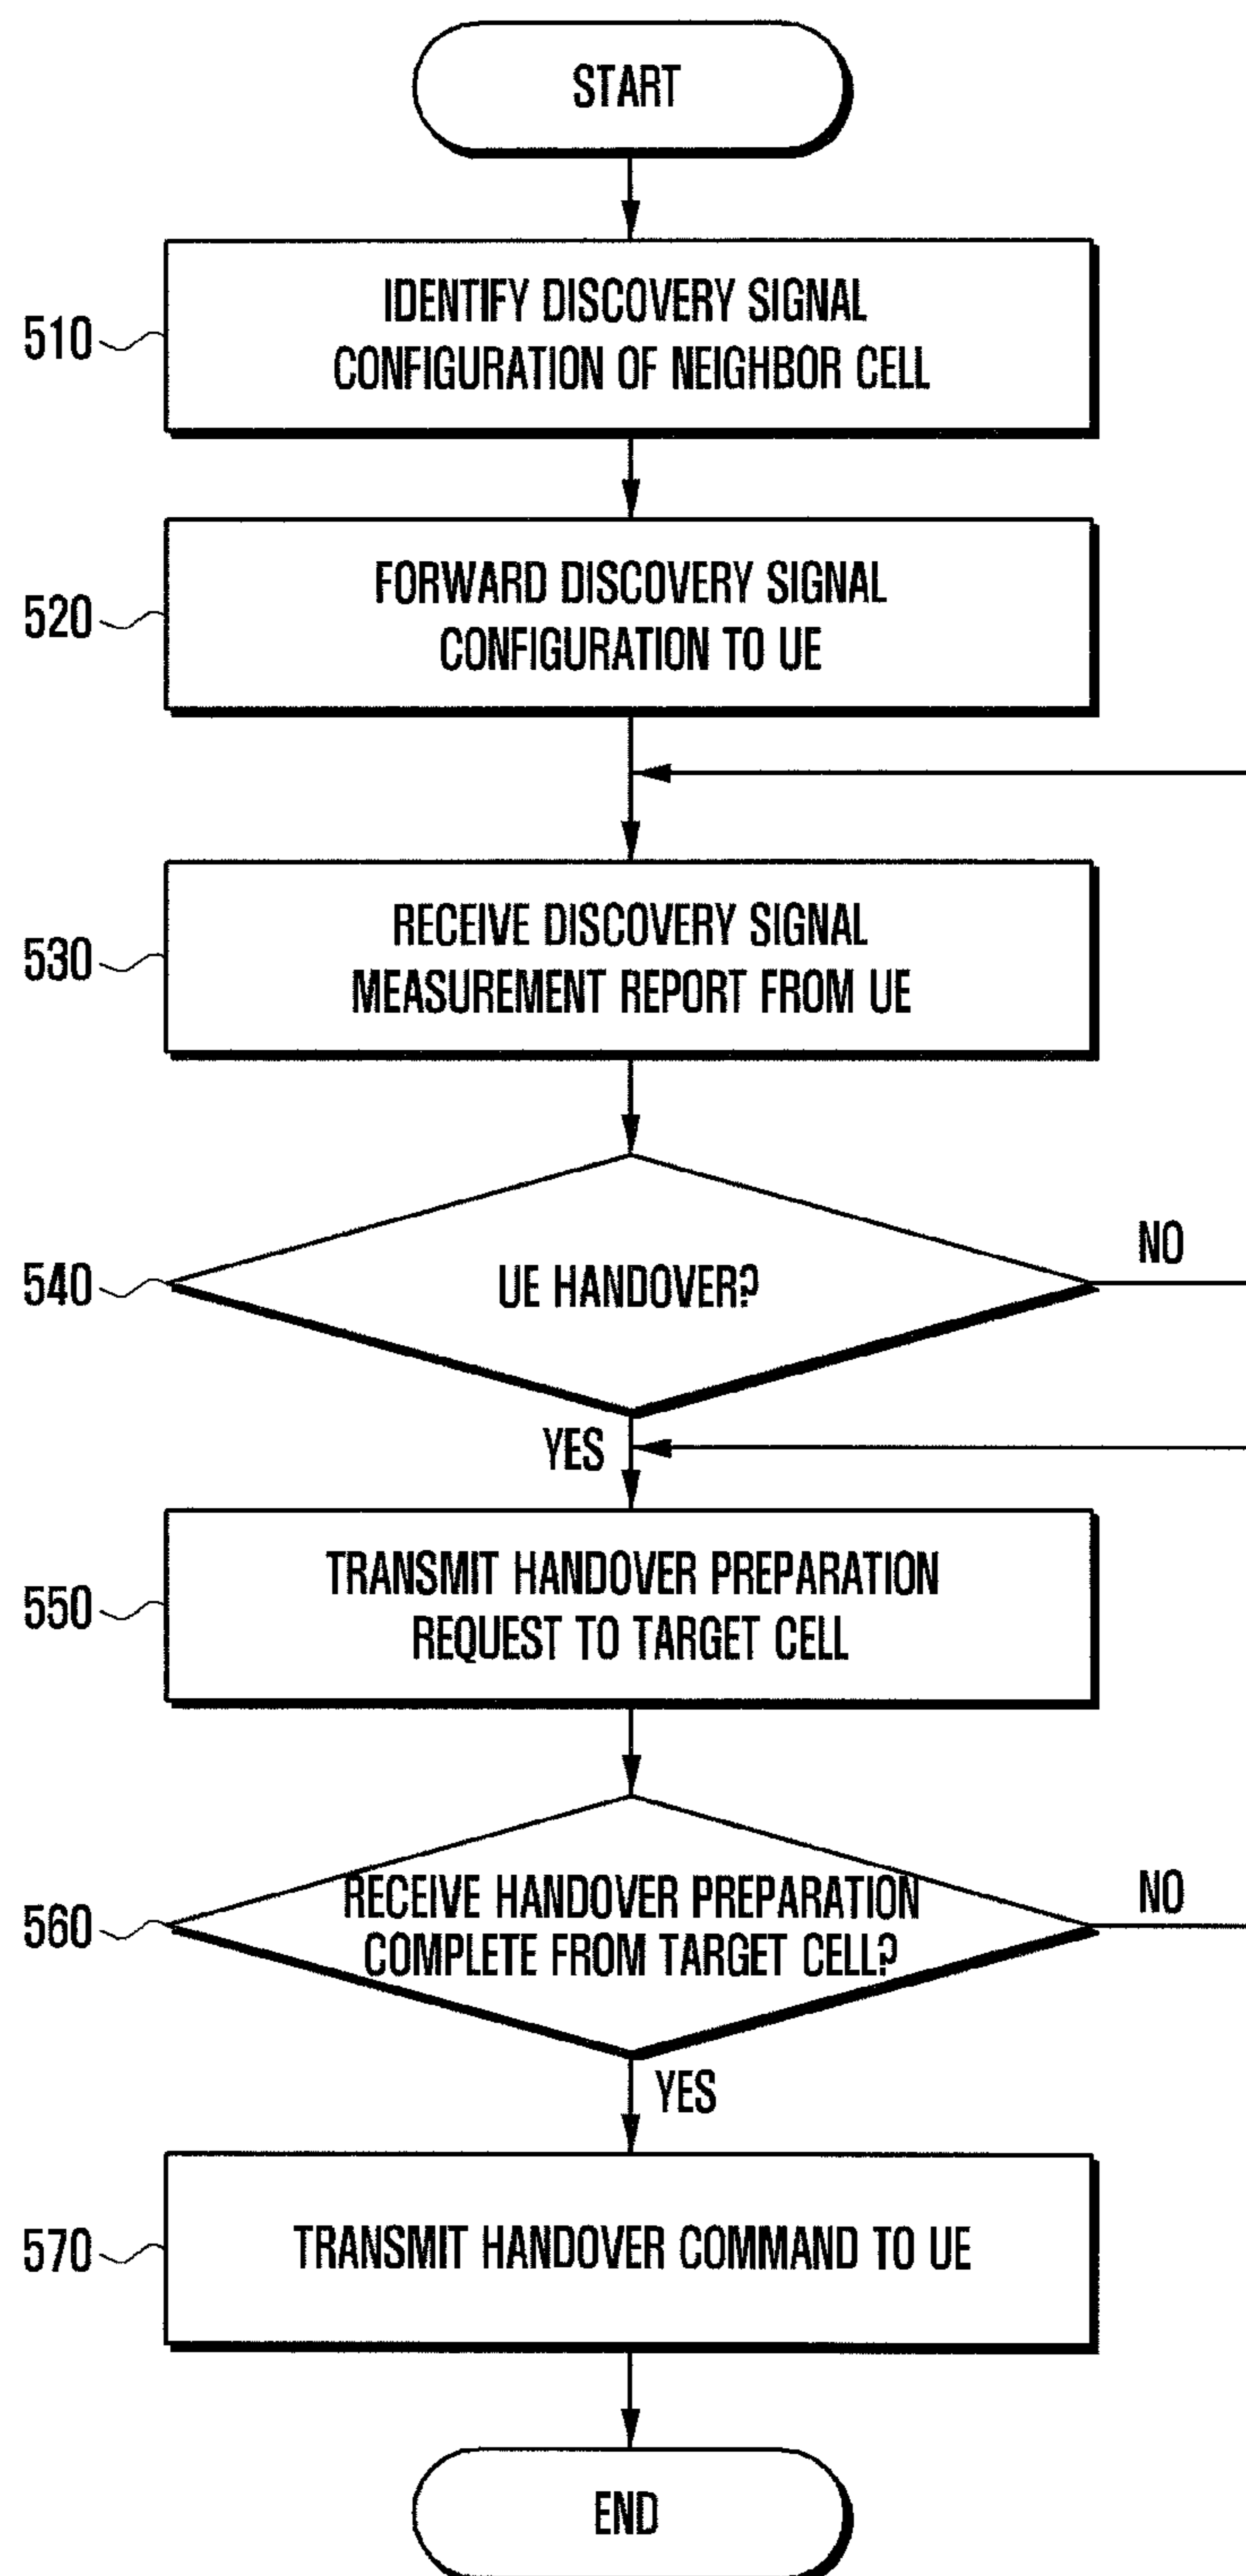 START
510
IDENTIFY DISCOVERY SIGNAL
CONFIGURATION OF NEIGHBOR CELL
520
FORWARD DISCOVERY SIGNAL
CONFIGURATION TO UE
530
RECEIVE DISCOVERY SIGNAL
MEASUREMENT REPORT FROM UE
540
UE HANDOVER?
NO
YES
550
TRANSMIT HANDOVER PREPARATION
REQUEST TO TARGET CELL
560
RECEIVE HANDOVER PREPARATION
COMPLETE FROM TARGET CELL?
NO
YES
570
TRANSMIT HANDOVER COMMAND TO UE
END